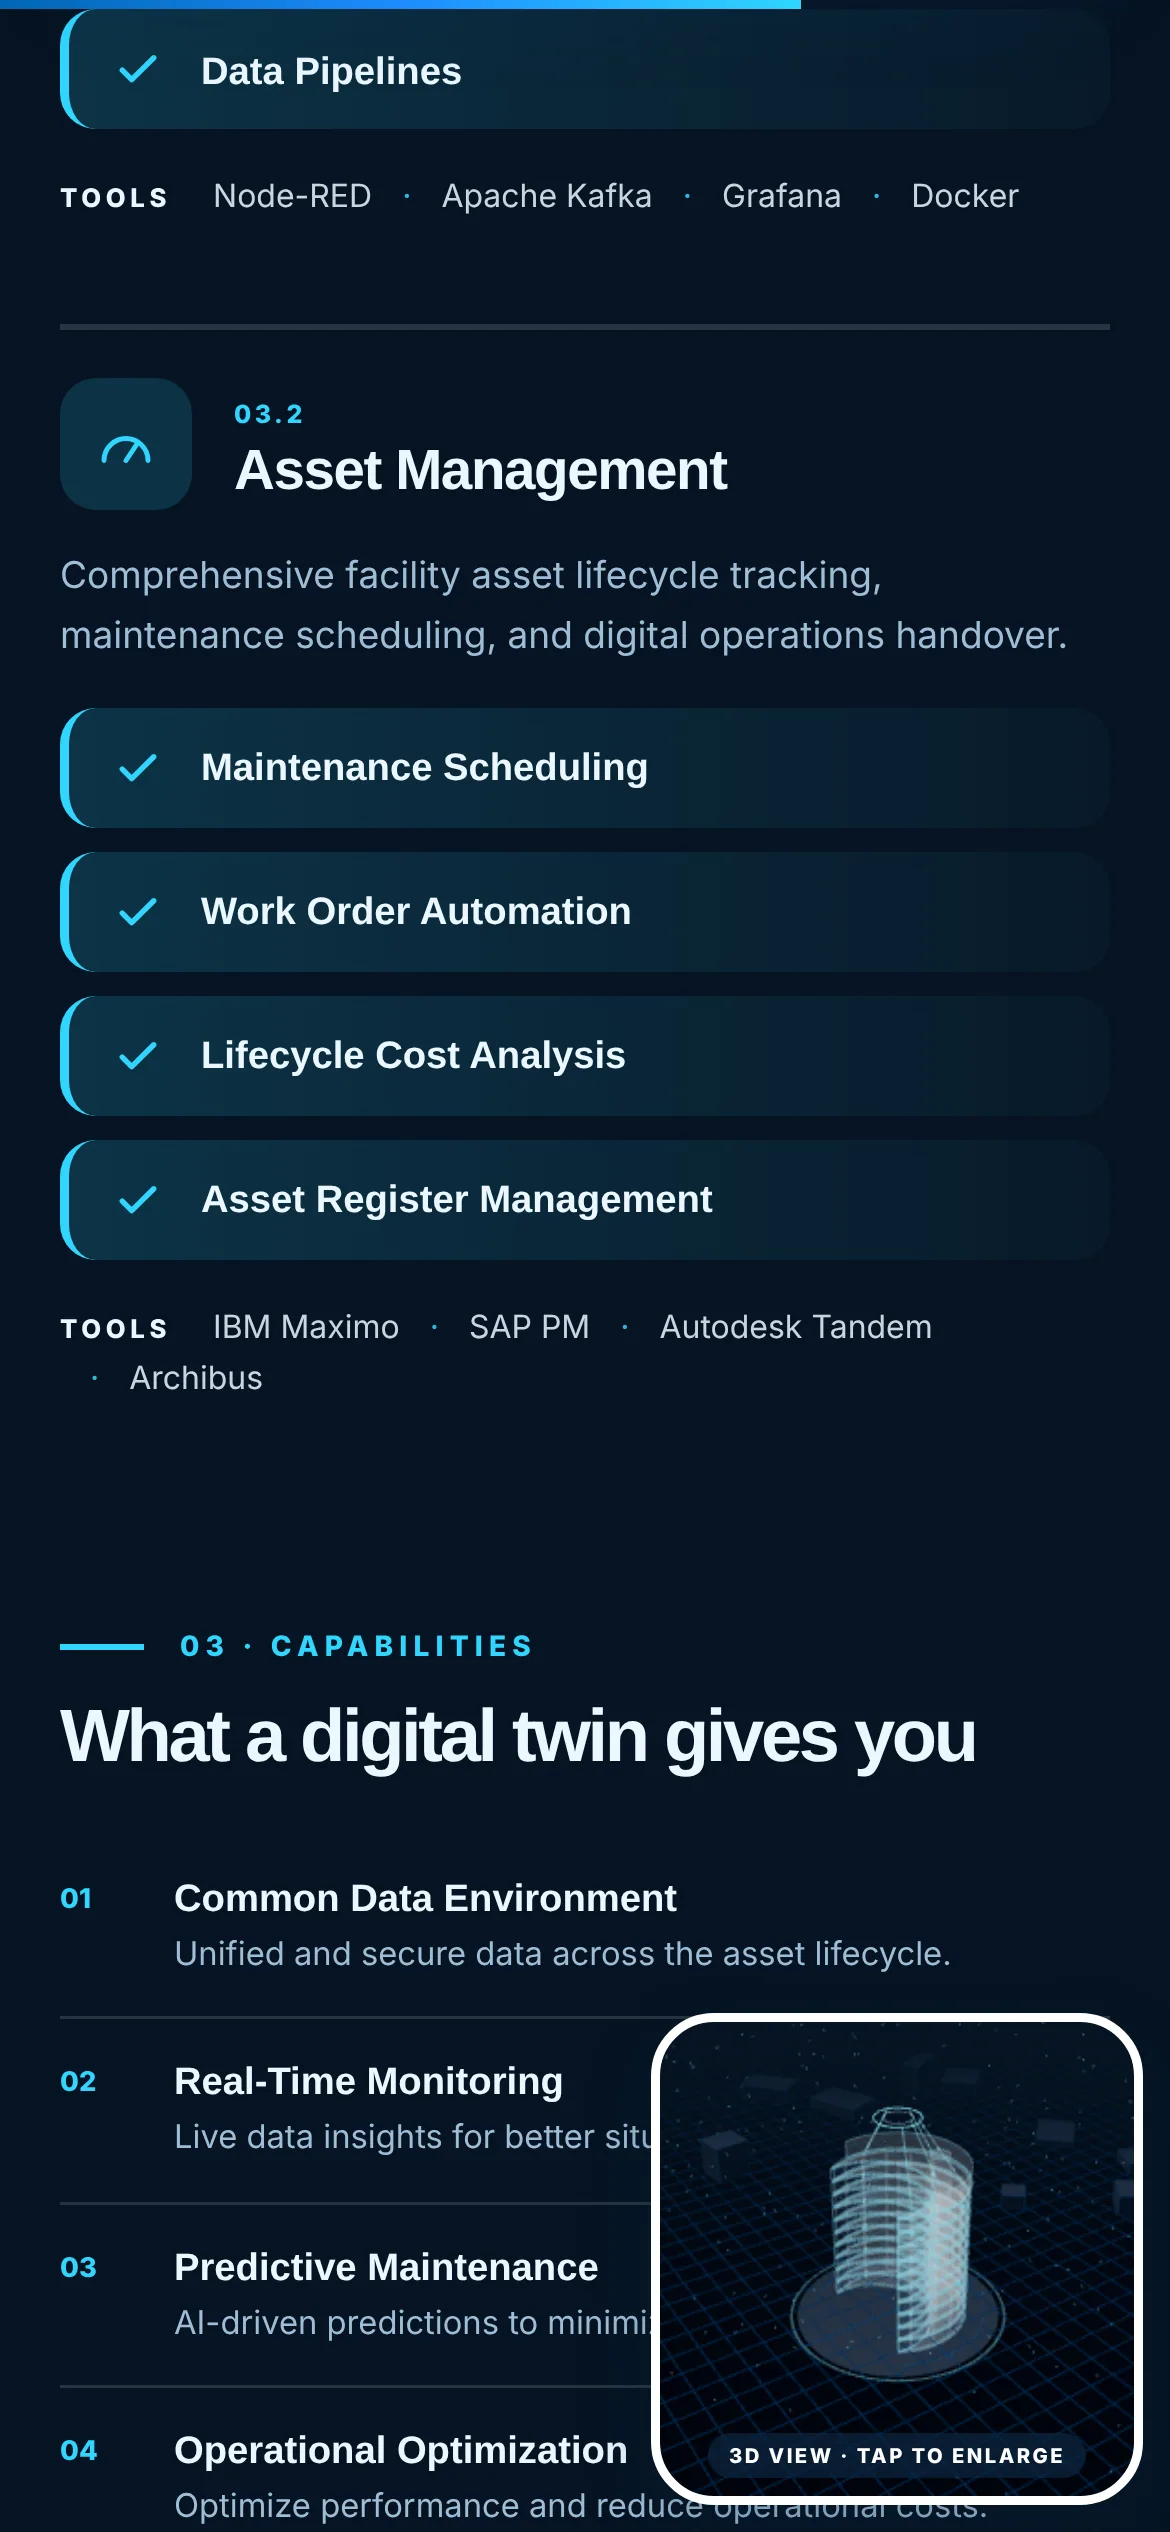 Data Pipelines
TOOLS Node-RED · Apache Kafka · Grafana · Docker
03.2
Asset Management
Comprehensive facility asset lifecycle tracking,
maintenance scheduling, and digital operations handover.
Maintenance Scheduling
Work Order Automation
Lifecycle Cost Analysis
Asset Register Management
TOOLS IBM Maximo · SAP PM · Autodesk Tandem
· Archibus
03 · CAPABILITIES
What a digital twin gives you
01 Common Data Environment
Unified and secure data across the asset lifecycle.
02 Real-Time Monitoring
Live data insights for better
03 Predictive Maintenance
AI-driven predictions to
04 Operational Optimization
3D VIEW · TAP TO ENLARGE
Optimize performance and reduce operational costs.